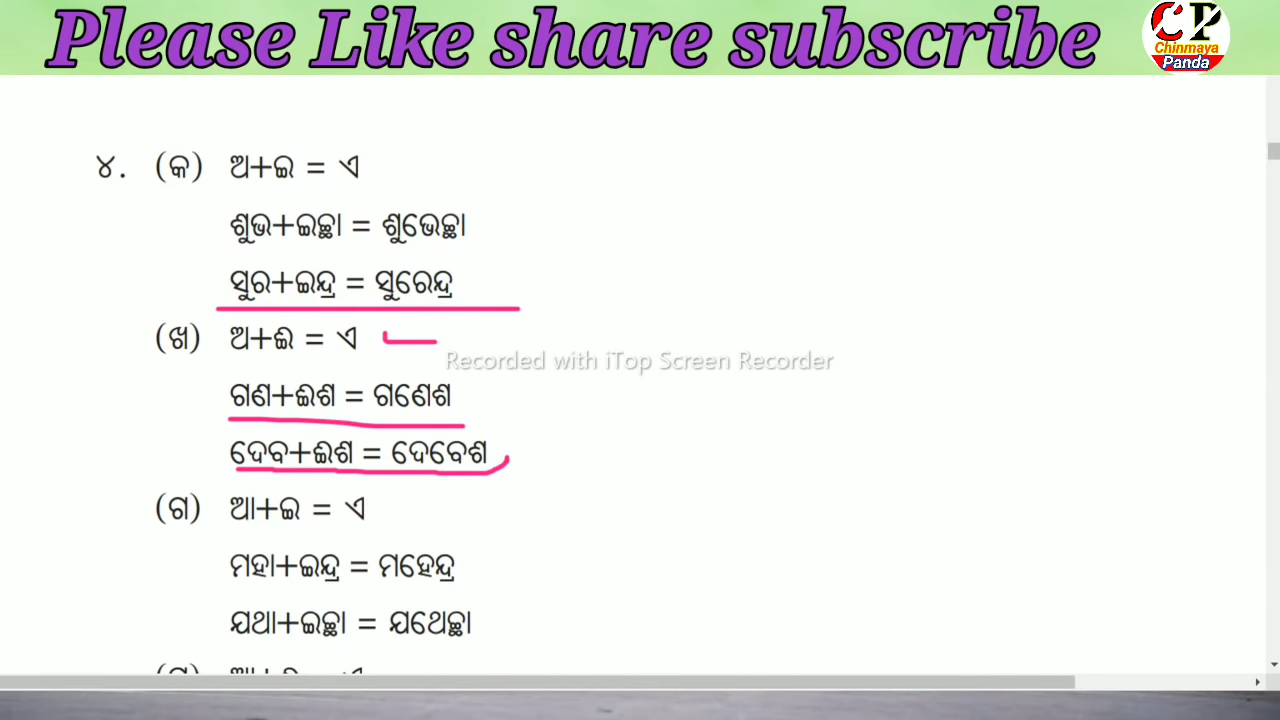 Please Like share subscribe
CP
Chinmaya
Panda
୪. (କ) ଅ+ଇ = ଏ
ଶୁଭ+ଇଚ୍ଛା = ଶୁଭେଚ୍ଛା
ସୁର+ଇନ୍ଦ୍ର = ସୁରେନ୍ଦ୍ର
(ଖ) ଅ+ଈ = ଏ
Recorded with iTop Screen Recorder
ଗଣ+ଈଶ = ଗଣେଶ
ଦେବ+ଈଶ = ଦେବେଶ
(ଗ) ଆ+ଇ = ଏ
ମହା+ଇନ୍ଦ୍ର = ମହେନ୍ଦ୍ର
ଯଥା+ଇଚ୍ଛା = ଯଥେଚ୍ଛା